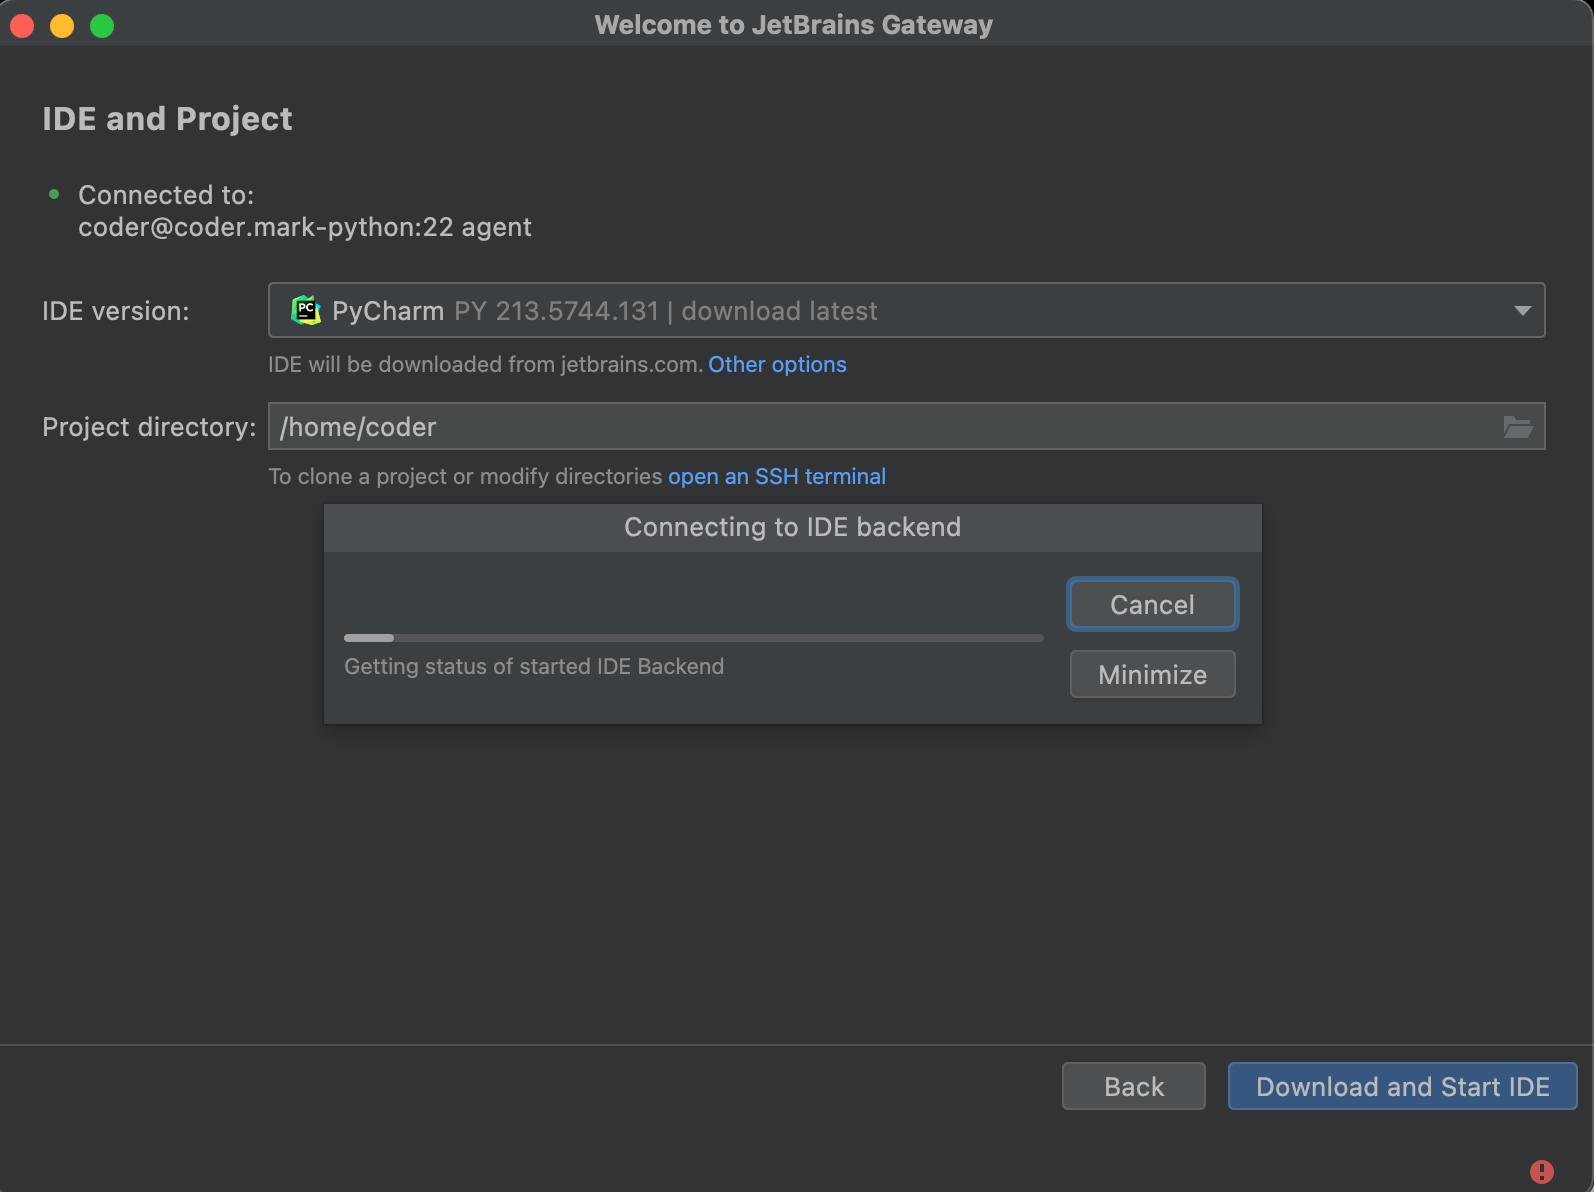 Welcome to JetBrains Gateway
IDE and Project
Connected to:
coder@coder.mark-python:22 agent
IDE version:
PC PyCharm PY 213.5744.131 | download latest
IDE will be downloaded from jetbrains.com. Other options
Project directory: /home/coder
To clone a project or modify directories open an SSH terminal
Connecting to IDE backend
Cancel
Getting status of started IDE Backend
Minimize
Back Download and Start IDE